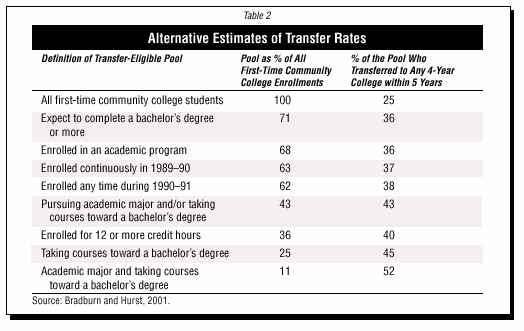 Table 2
Alternative Estimates of Transfer Rates
Definition of Transfer-Eligible Pool
Pool as % of All
First-Time Community
College Enrollments
% of the Pool Who
Transferred to Any 4-Year
College within 5 Years
All first-time community college students 100 25
Expect to complete a bachelor's degree 71 36
or more
Enrolled in an academic program 68 36
Enrolled continuously in 1989–90 63 37
Enrolled any time during 1990–91 62 38
Pursuing academic major and/or taking 43 43
courses toward a bachelor's degree
Enrolled for 12 or more credit hours 36 40
Taking courses toward a bachelor's degree 25 45
Academic major and taking courses 11 52
toward a bachelor's degree
Source: Bradburn and Hurst, 2001.